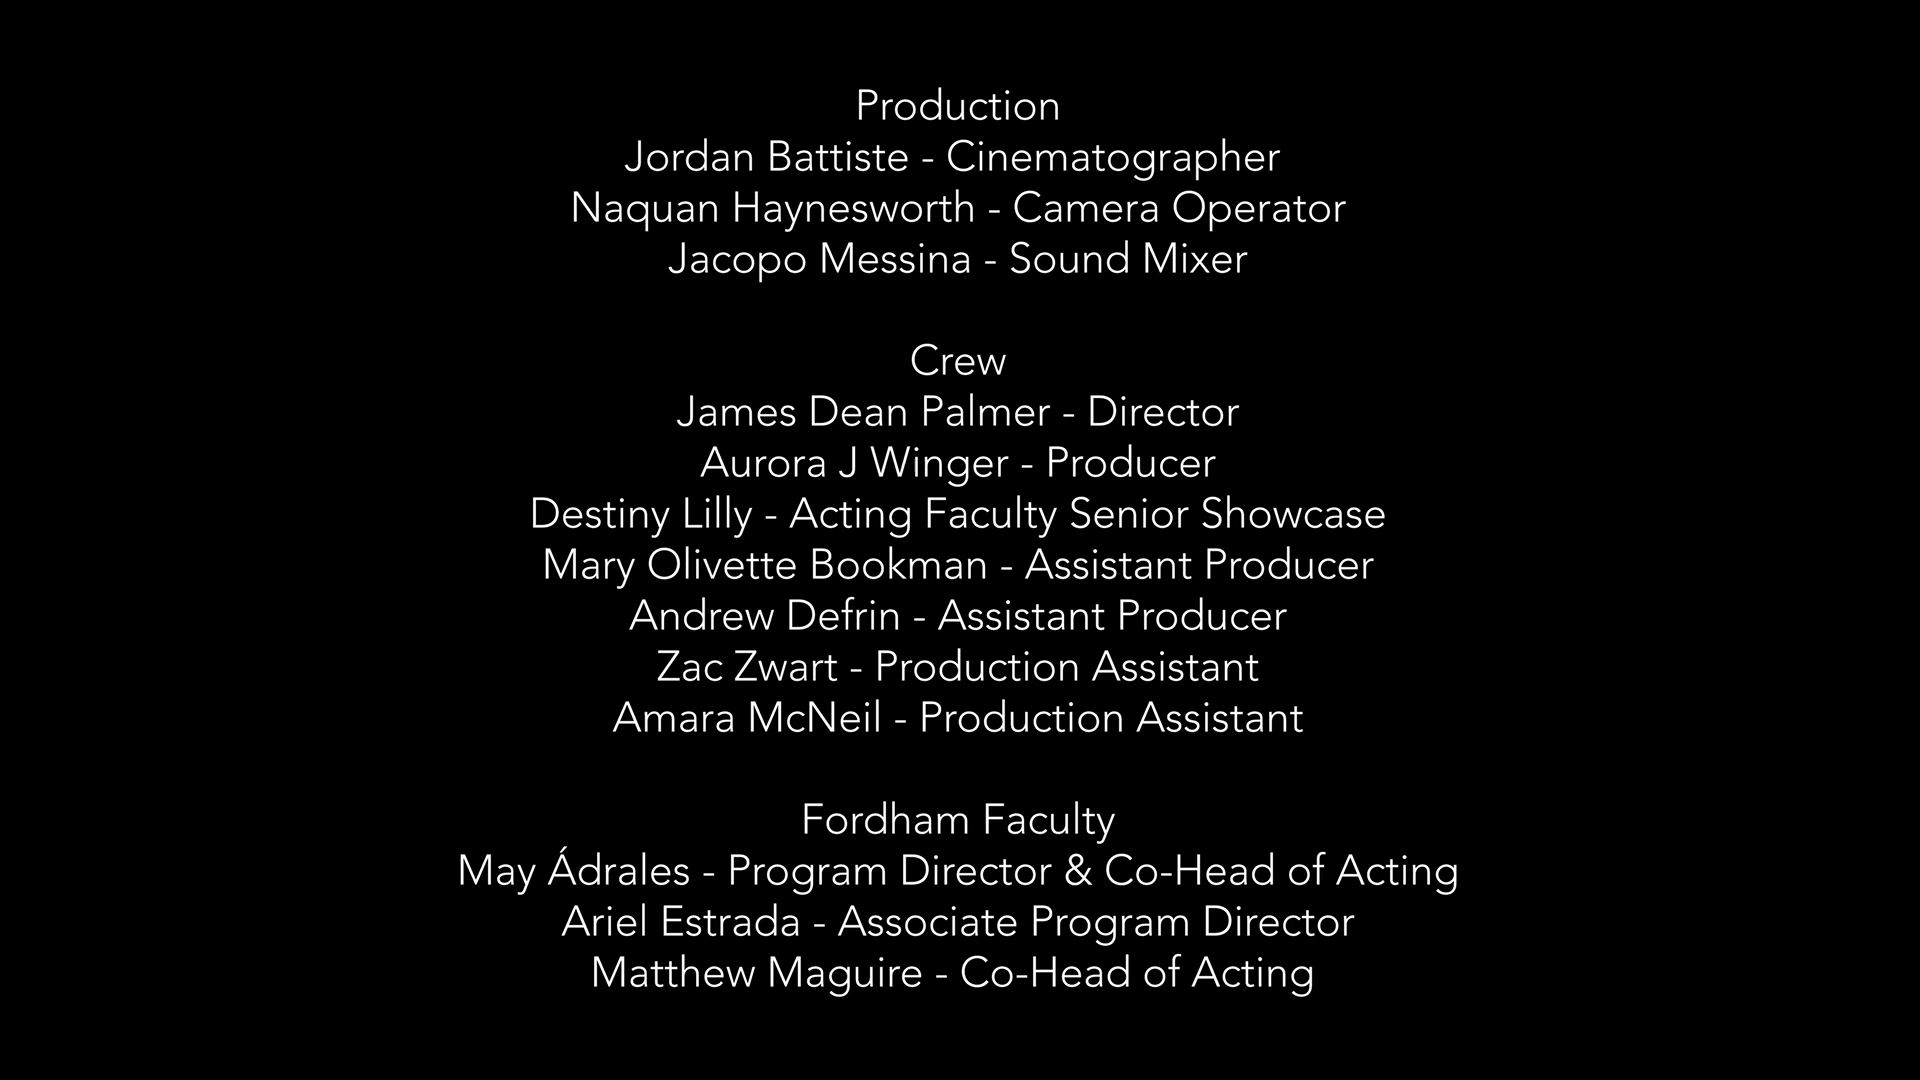 Production
Jordan Battiste - Cinematographer
Naquan Haynesworth - Camera Operator
Jacopo Messina - Sound Mixer
Crew
James Dean Palmer - Director
Aurora J Winger - Producer
Destiny Lilly - Acting Faculty Senior Showcase
Mary Olivette Bookman - Assistant Producer
Andrew Defrin - Assistant Producer
Zac Zwart - Production Assistant
Amara McNeil - Production Assistant
Fordham Faculty
May Ádrales - Program Director & Co-Head of Acting
Ariel Estrada - Associate Program Director
Matthew Maguire - Co-Head of Acting